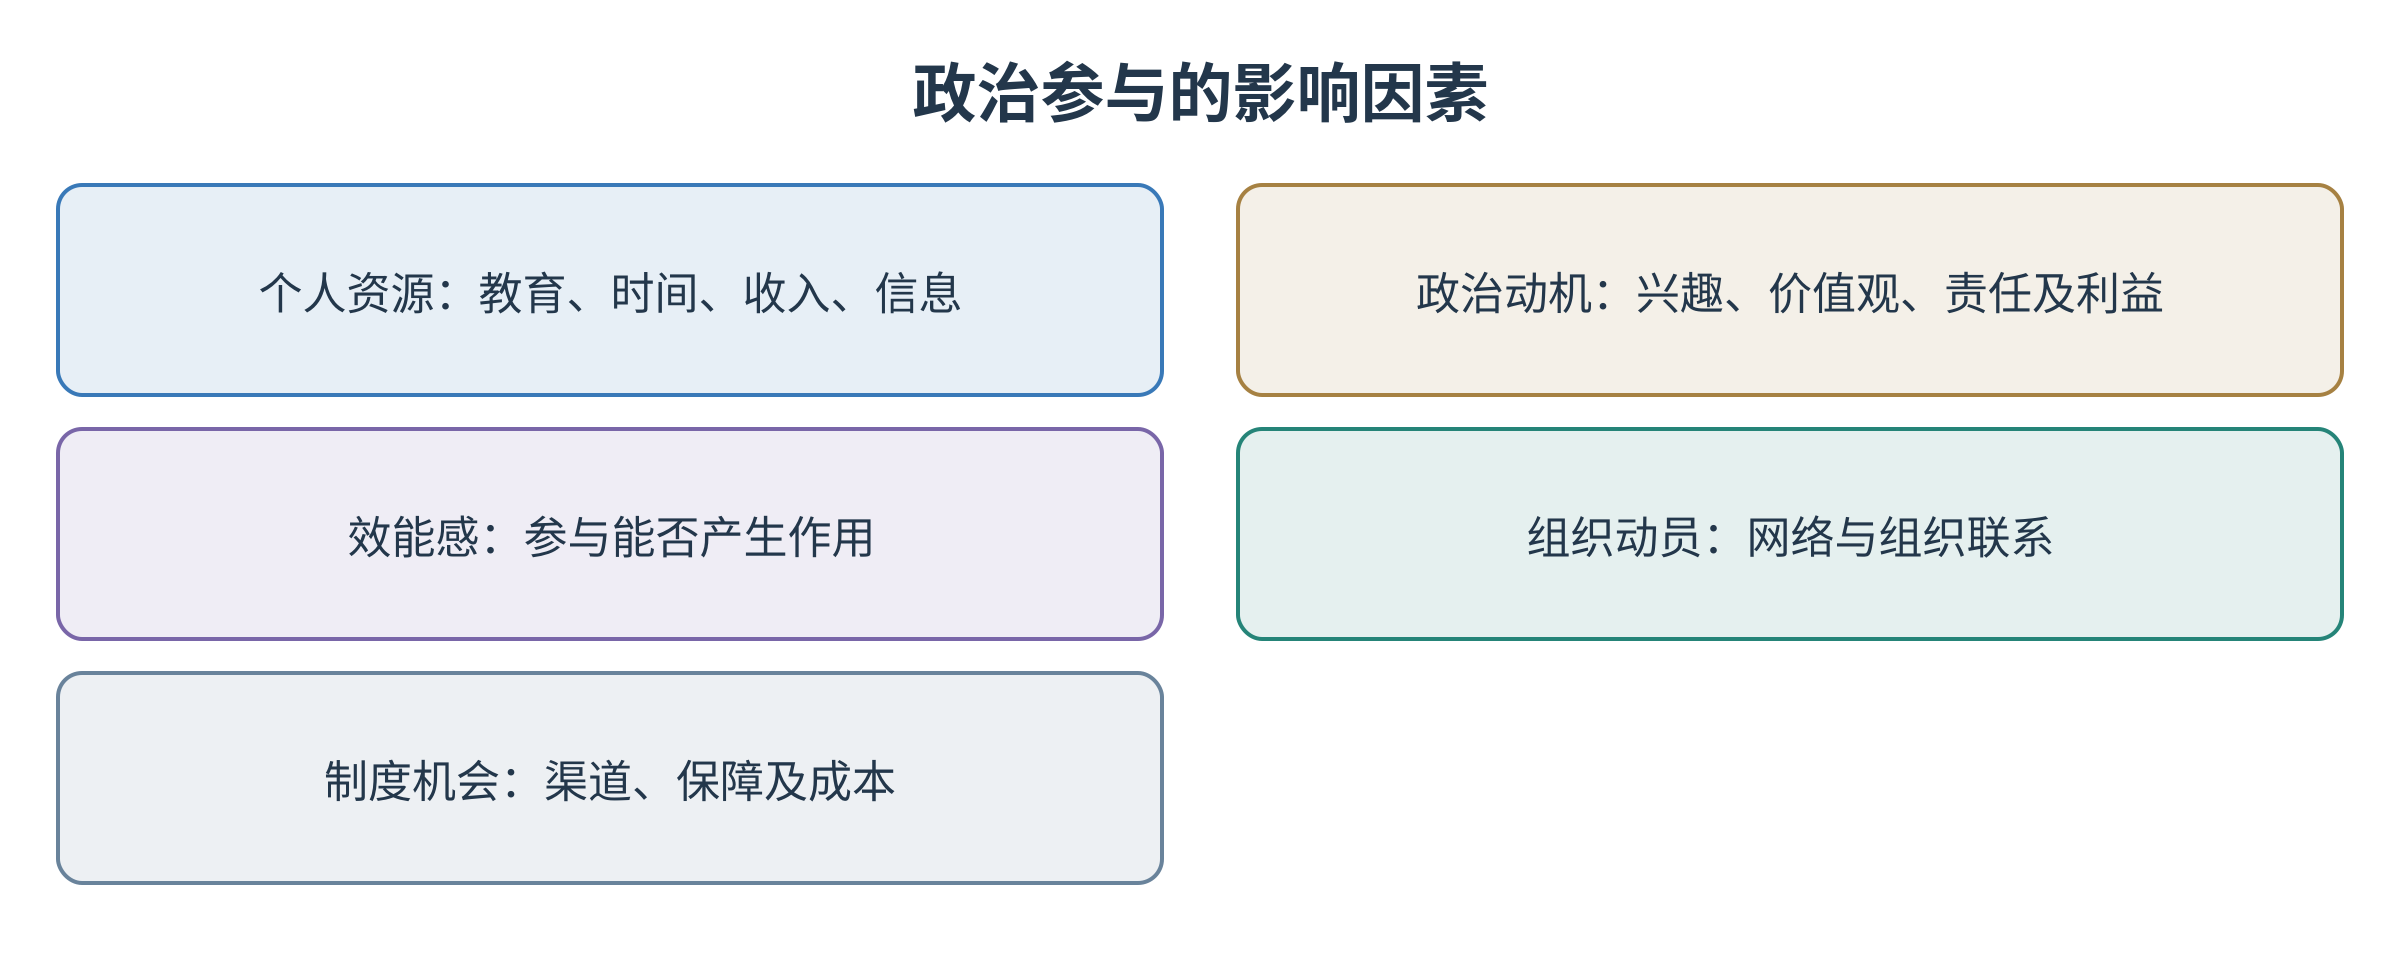 政治参与的影响因素
个人资源：教育、时间、收入、信息
政治动机：兴趣、价值观、责任及利益
效能感：参与能否产生作用
组织动员：网络与组织联系
制度机会：渠道、保障及成本